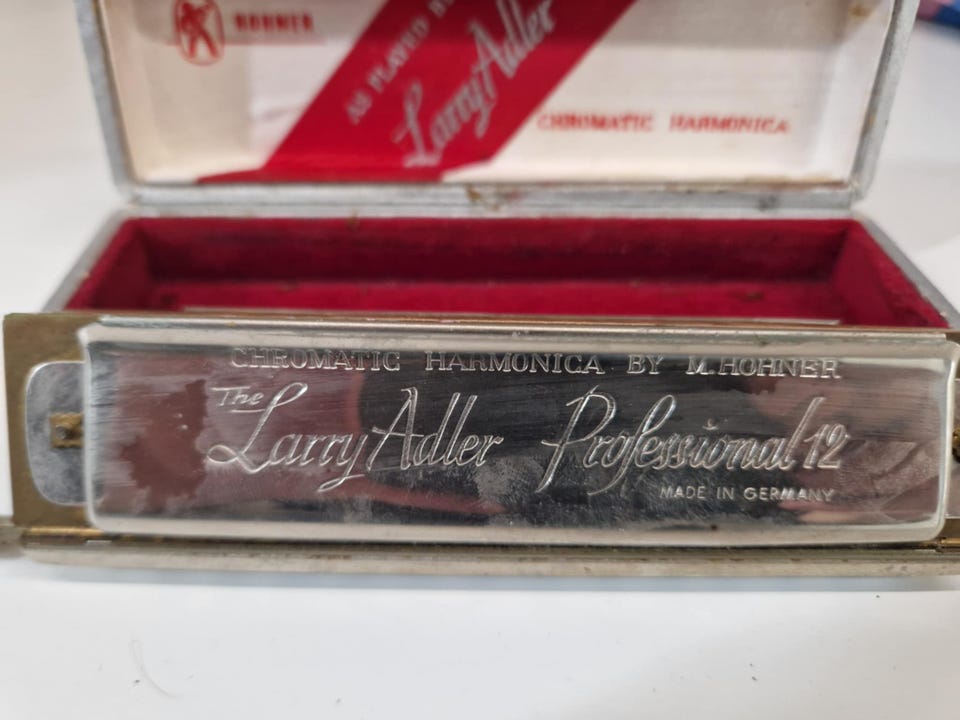 HOHNER
AS PLAYED BY
Larry Adler
CHROMATIC HARMONICA
CHROMATIC HARMONICA BY M. HOHNER
The Larry Adler Professional 12
MADE IN GERMANY